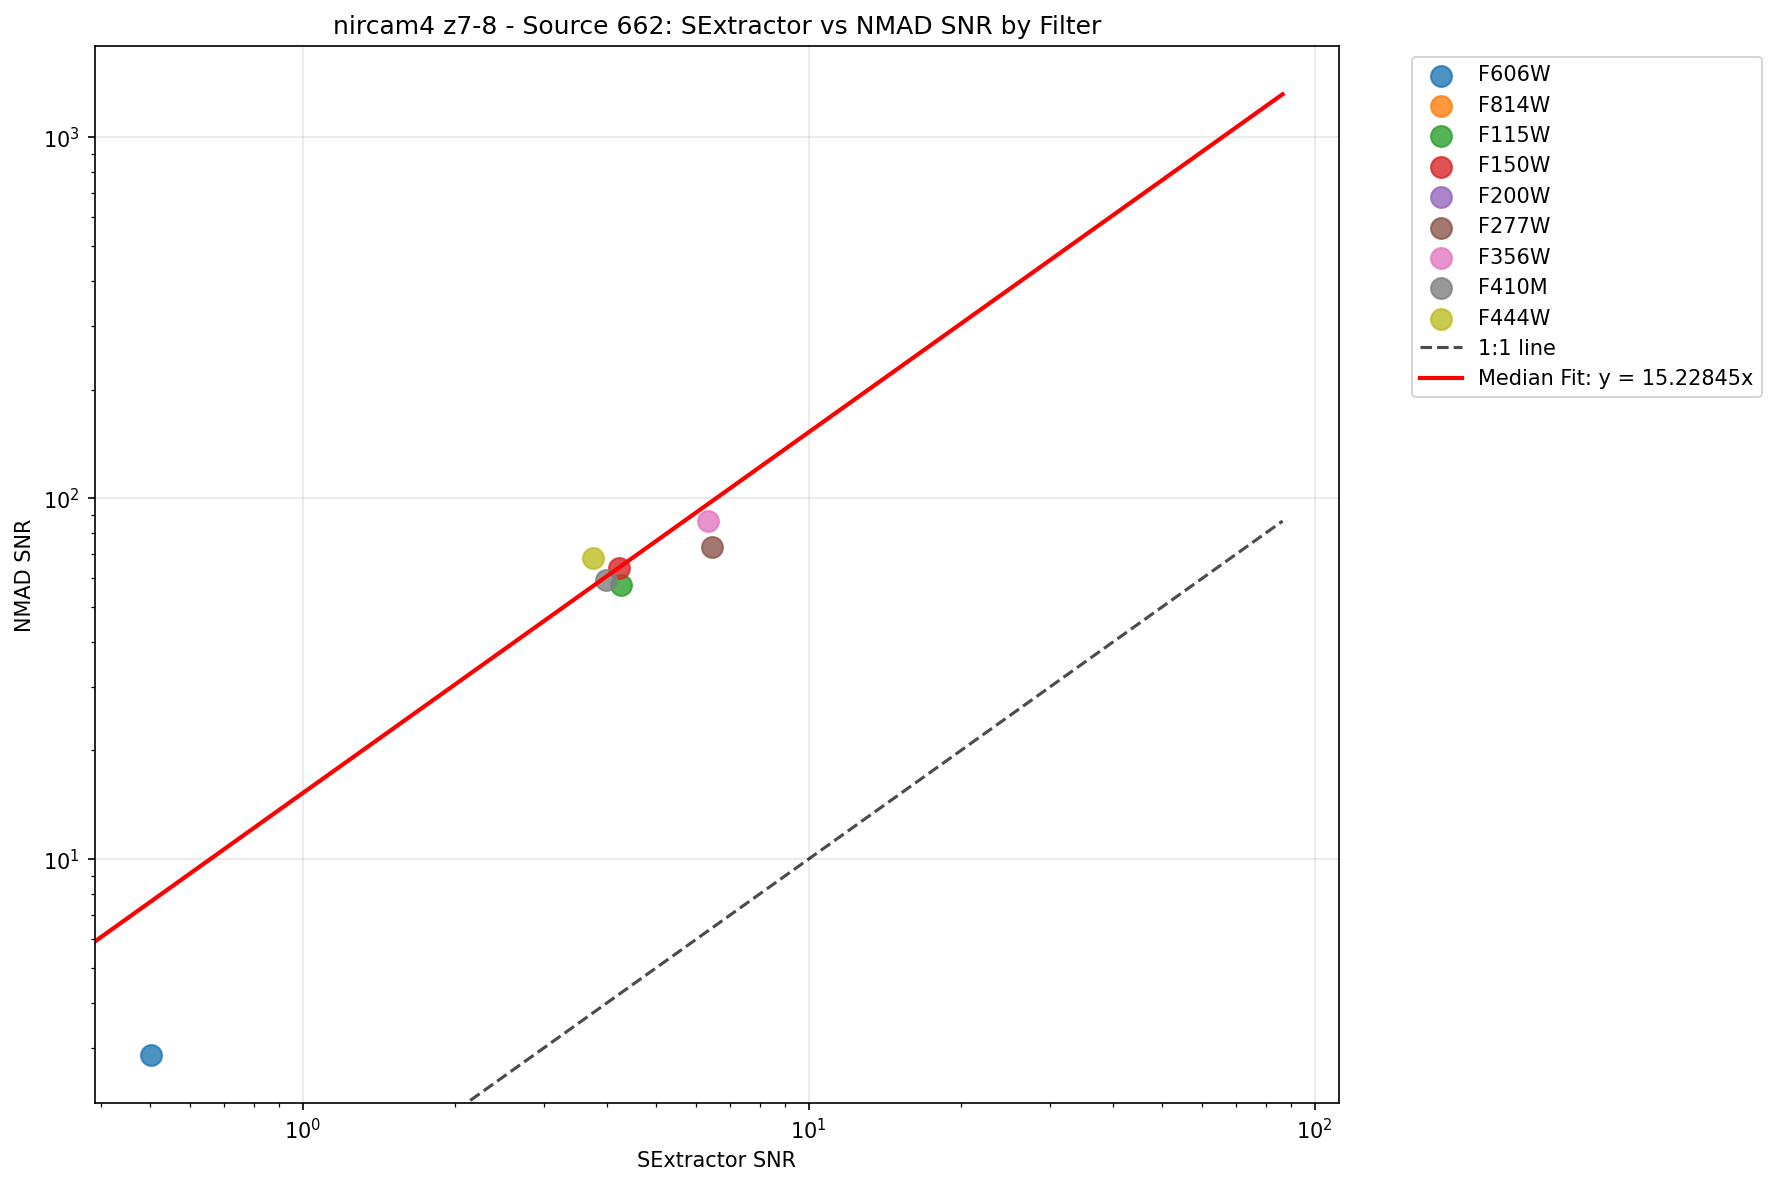 nircam4 z7-8 - Source 662: SExtractor vs NMAD SNR by Filter
NMAD SNR
10³
10²
10¹
10⁰
10¹
10²
SExtractor SNR
F606W
F814W
F115W
F150W
F200W
F277W
F356W
F410M
F444W
1:1 line
Median Fit: y = 15.22845x